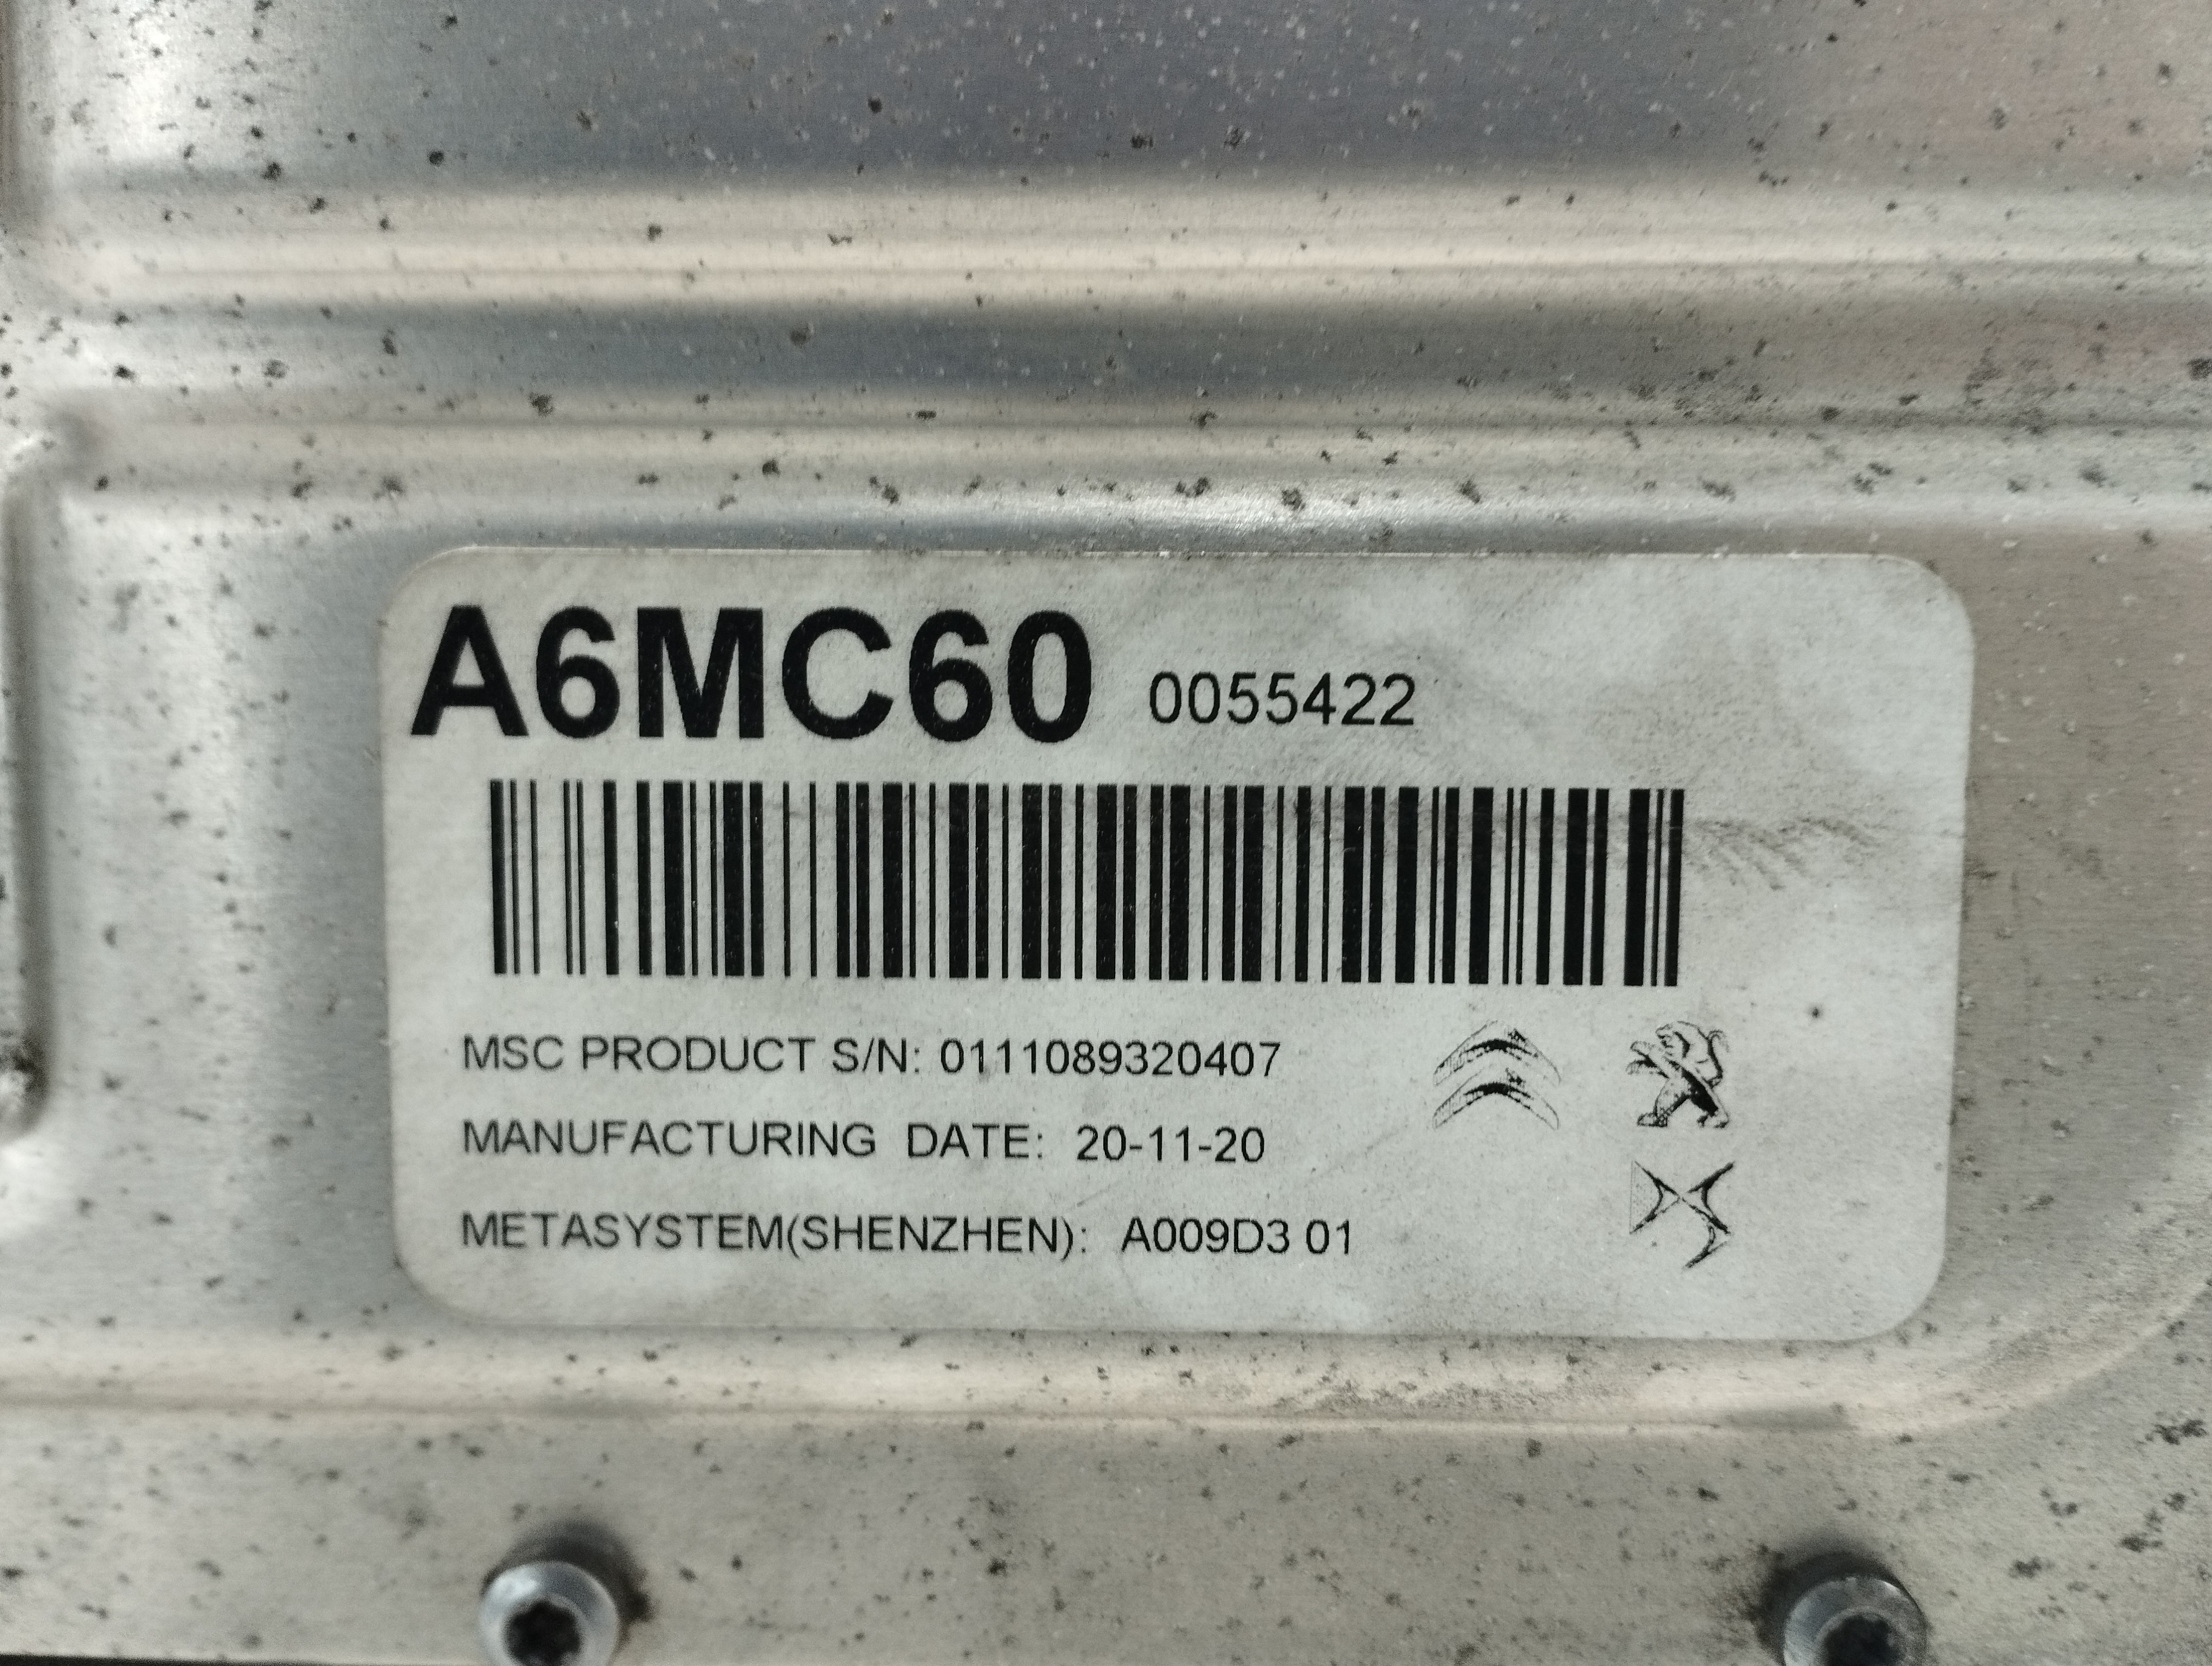 A6MC60 0055422
MSC PRODUCT S/N: 0111089320407
MANUFACTURING DATE: 20-11-20
METASYSTEM(SHENZHEN): A009D3 01